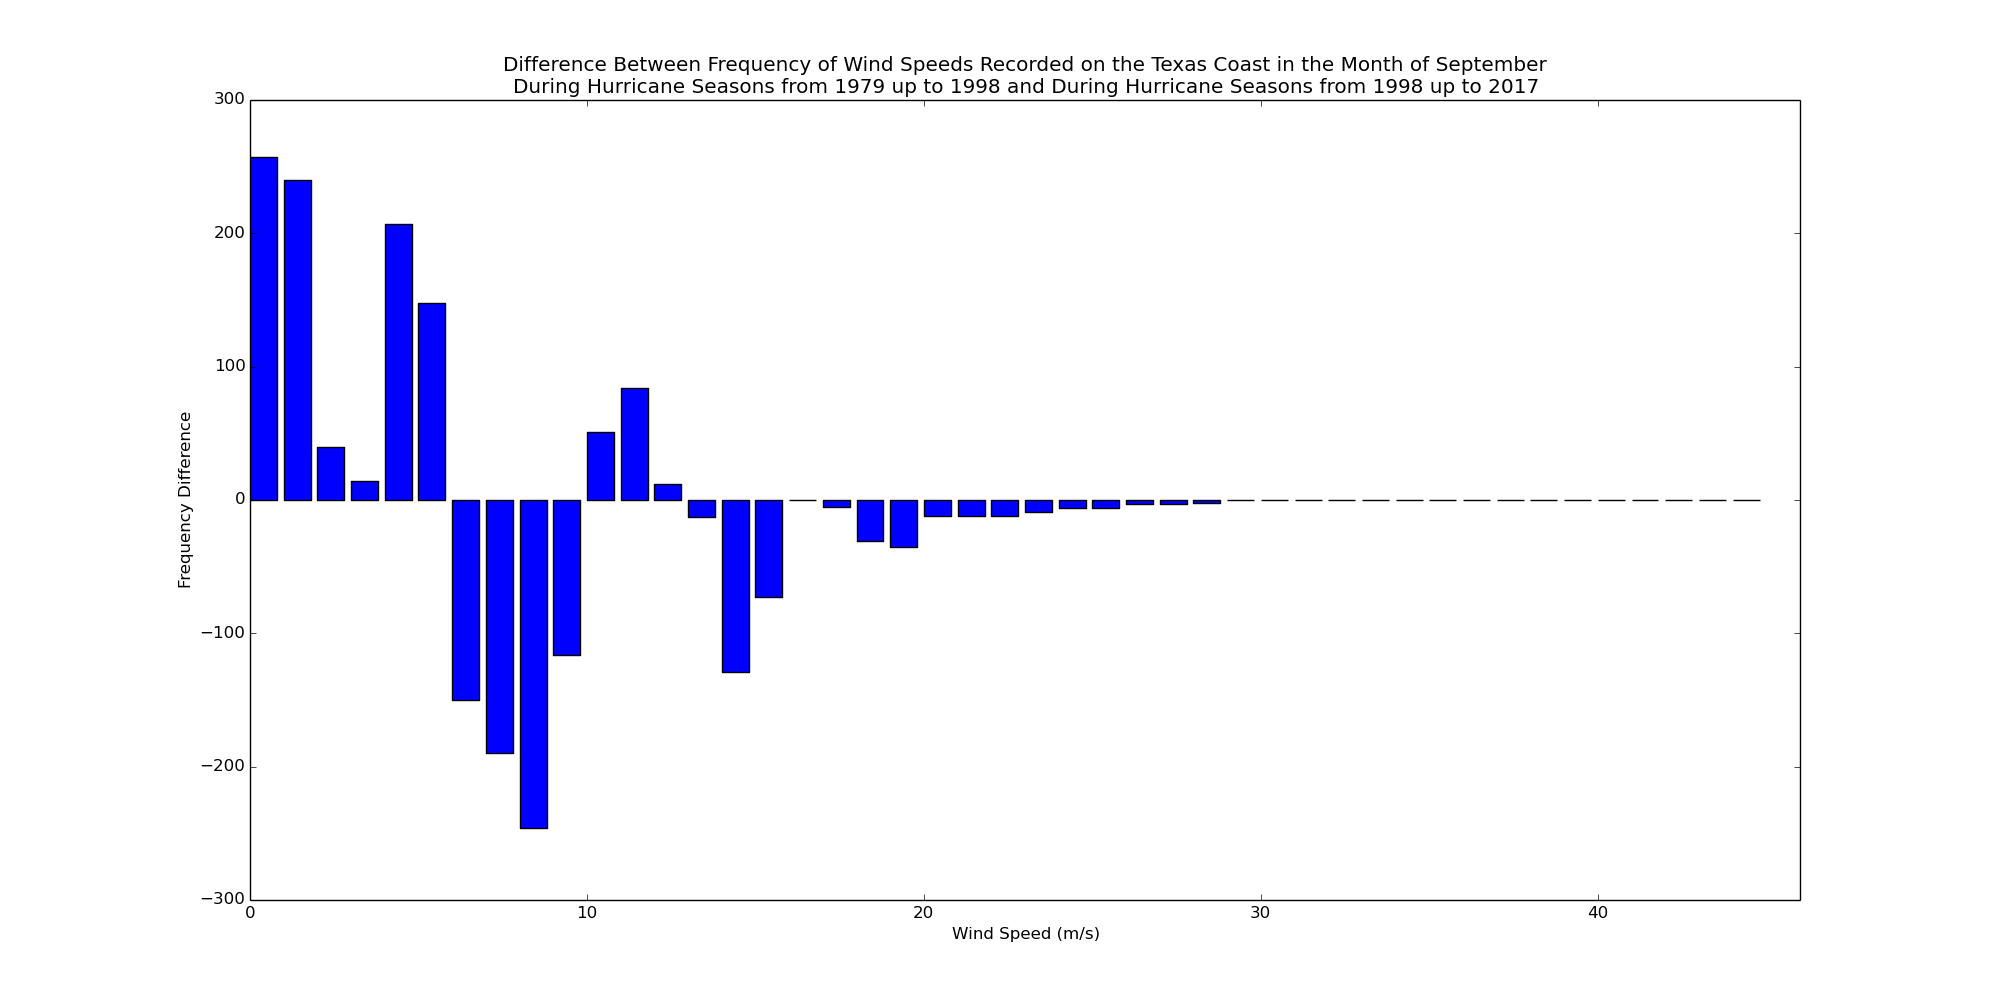 Difference Between Frequency of Wind Speeds Recorded on the Texas Coast in the Month of September
During Hurricane Seasons from 1979 up to 1998 and During Hurricane Seasons from 1998 up to 2017
300
200
100
0
−100
−200
−300
Frequency Difference
0 10 20 30 40
Wind Speed (m/s)